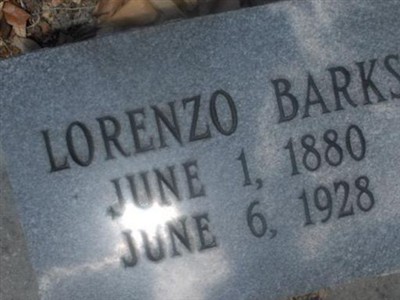 LORENZO BARKS
JUNE 1, 1880
JUNE 6, 1928